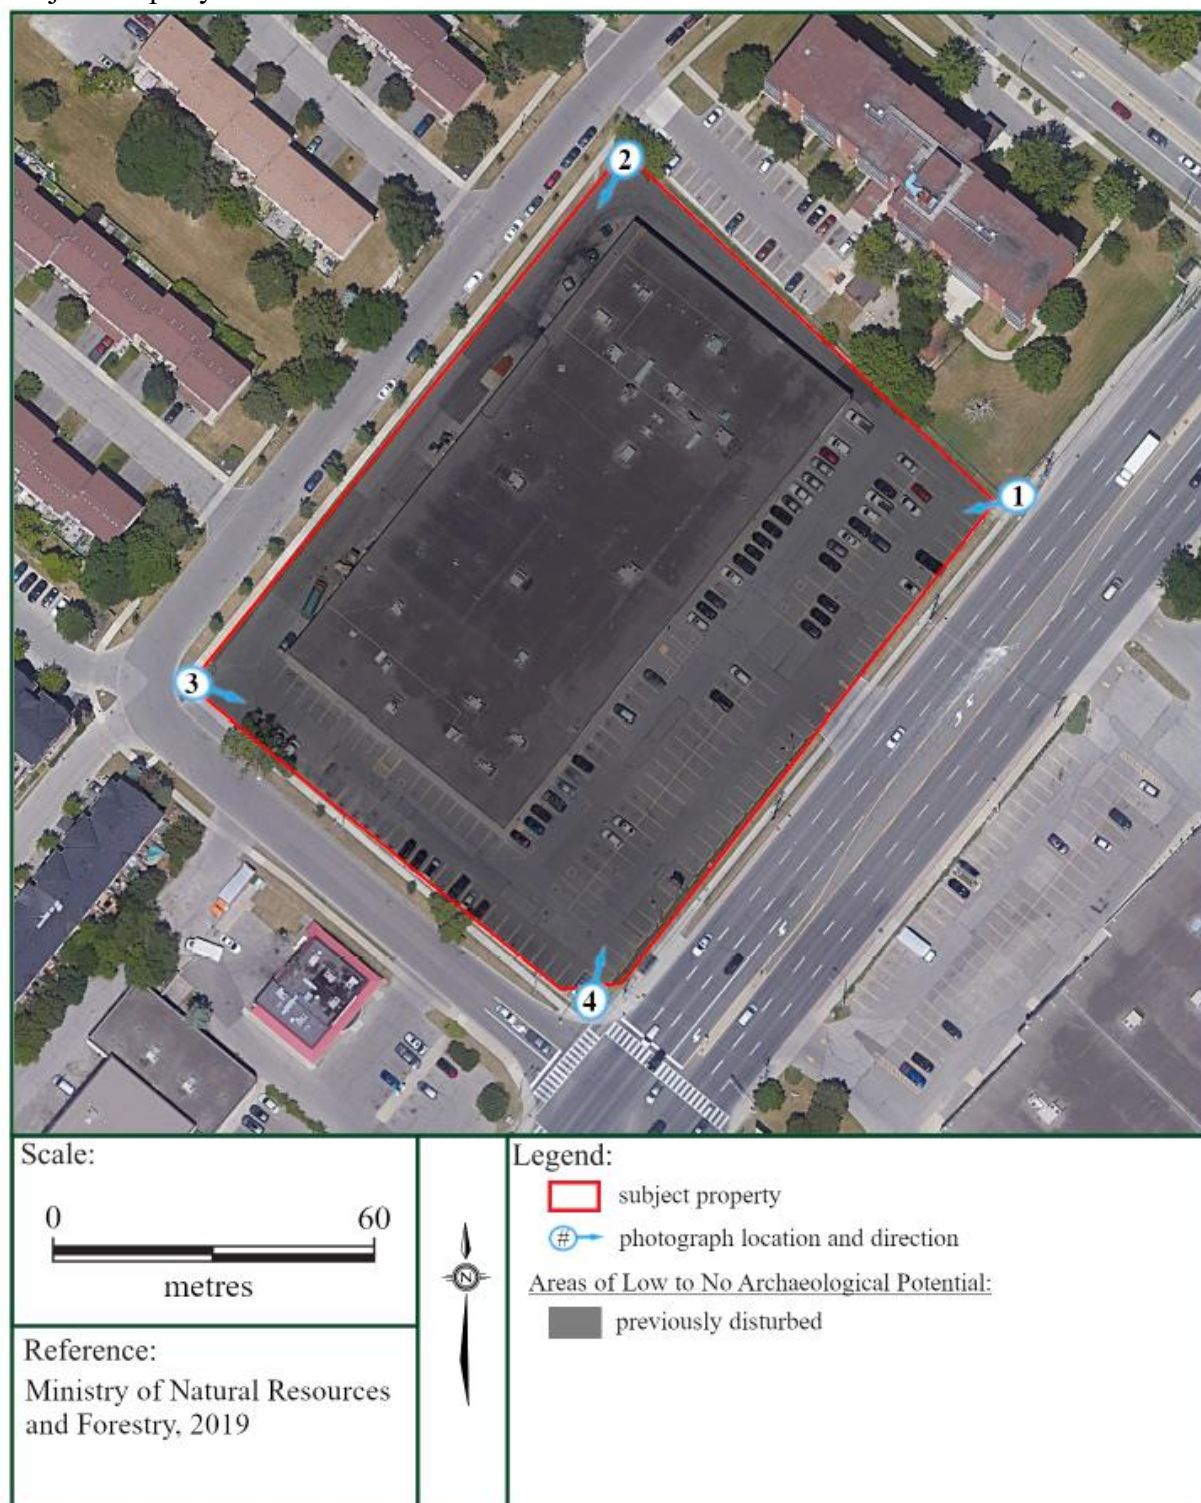 2
1
3
4
Scale:
0 60
metres
Reference:
Ministry of Natural Resources
and Forestry, 2019
N
Legend:
subject property
# photograph location and direction
Areas of Low to No Archaeological Potential:
previously disturbed